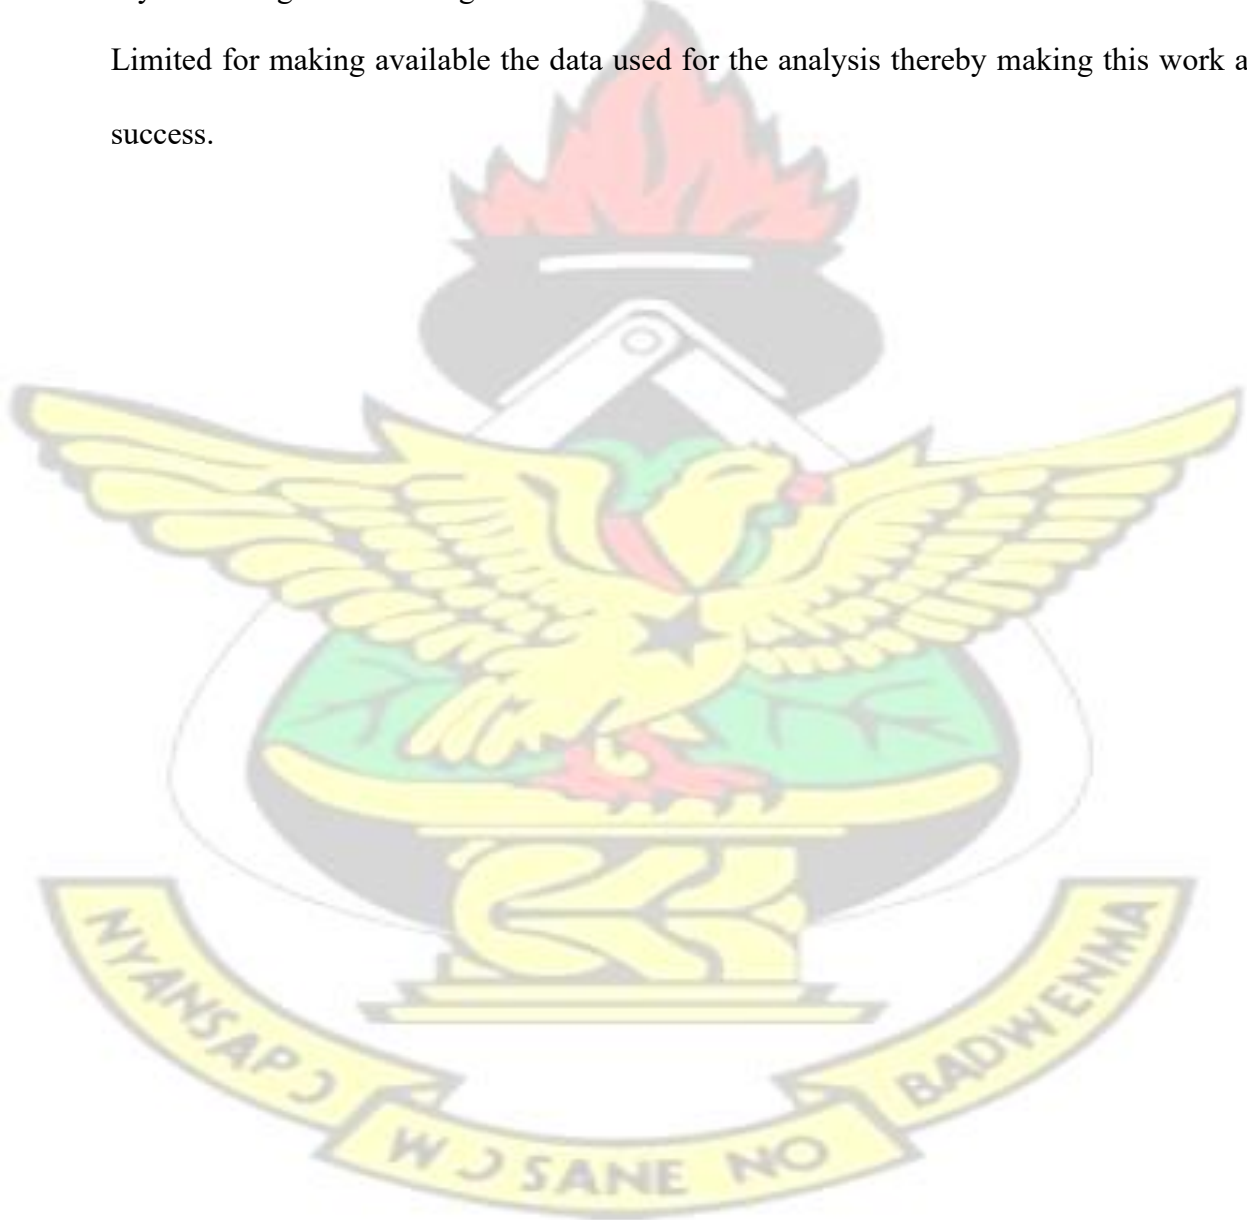 Limited for making available the data used for the analysis thereby making this work a
success.
NYANSAPƆ
WƆSANE NO
BADWENMA